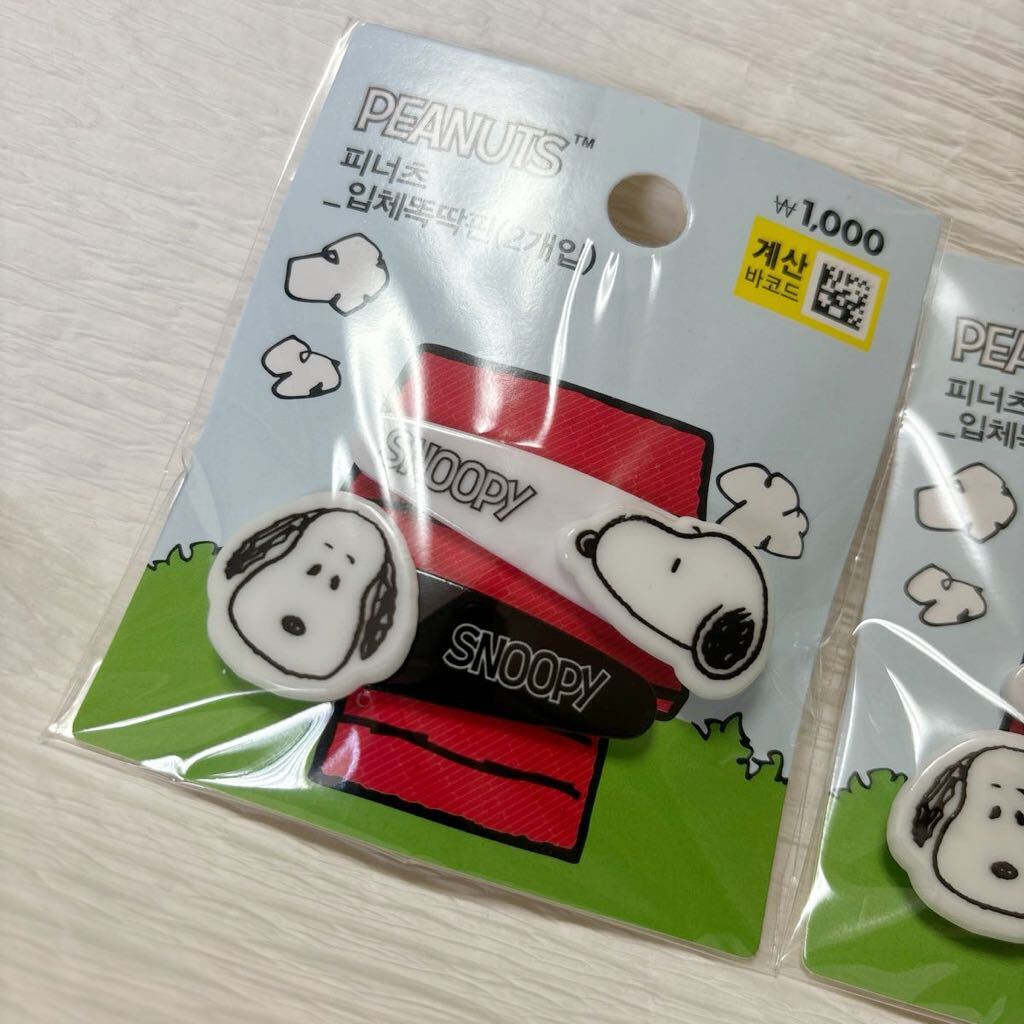 PEANUTS™
피너츠
_입체똑딱핀(2개입)
₩1,000
계산
바코드
SNOOPY
SNOOPY
PEA
피너츠
_입체똑